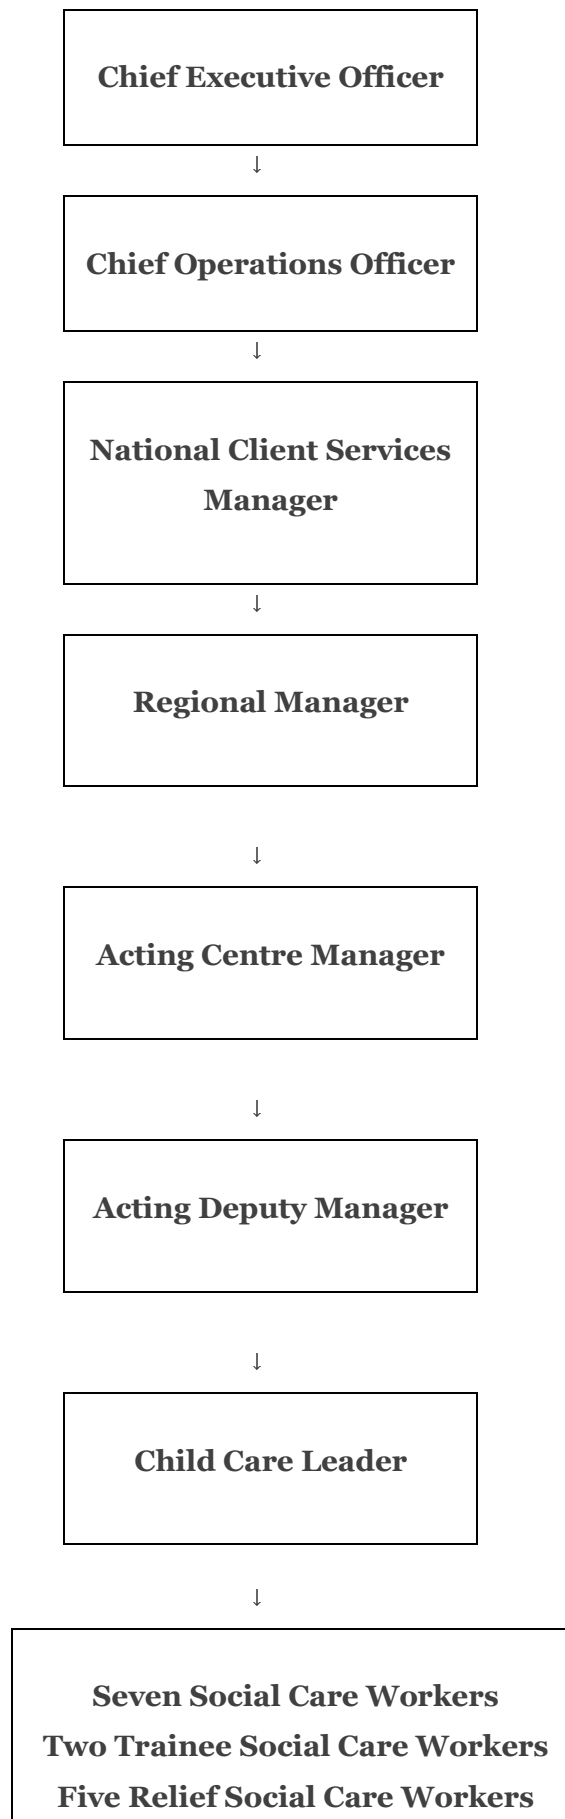 Chief Executive Officer
↓
Chief Operations Officer
↓
National Client Services
Manager
↓
Regional Manager
↓
Acting Centre Manager
↓
Acting Deputy Manager
↓
Child Care Leader
↓
Seven Social Care Workers
Two Trainee Social Care Workers
Five Relief Social Care Workers